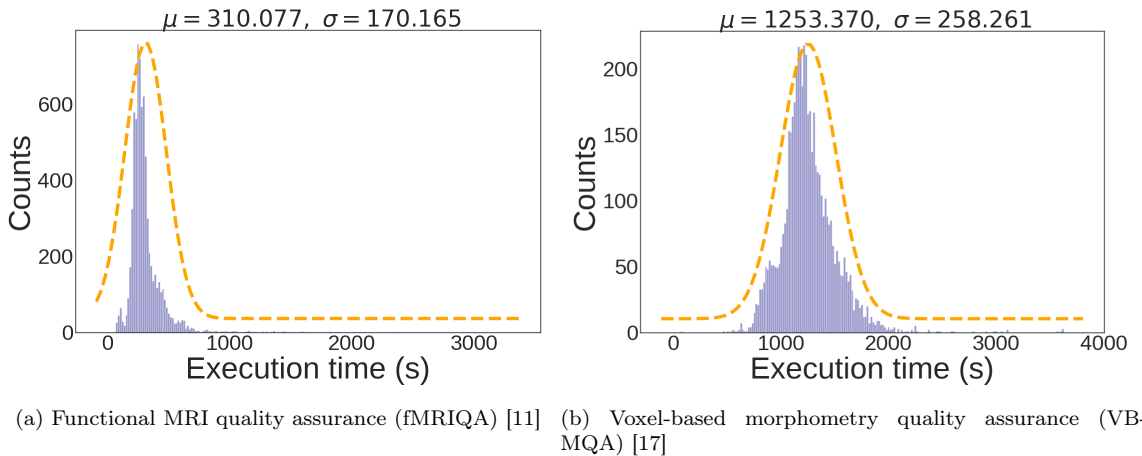 μ = 310.077, σ = 170.165
Counts
600
400
200
0
0 1000 2000 3000
Execution time (s)
(a) Functional MRI quality assurance (fMRIQA) [11]
μ = 1253.370, σ = 258.261
Counts
200
150
100
50
0
0 1000 2000 3000 4000
Execution time (s)
(b) Voxel-based morphometry quality assurance (VB-
MQA) [17]